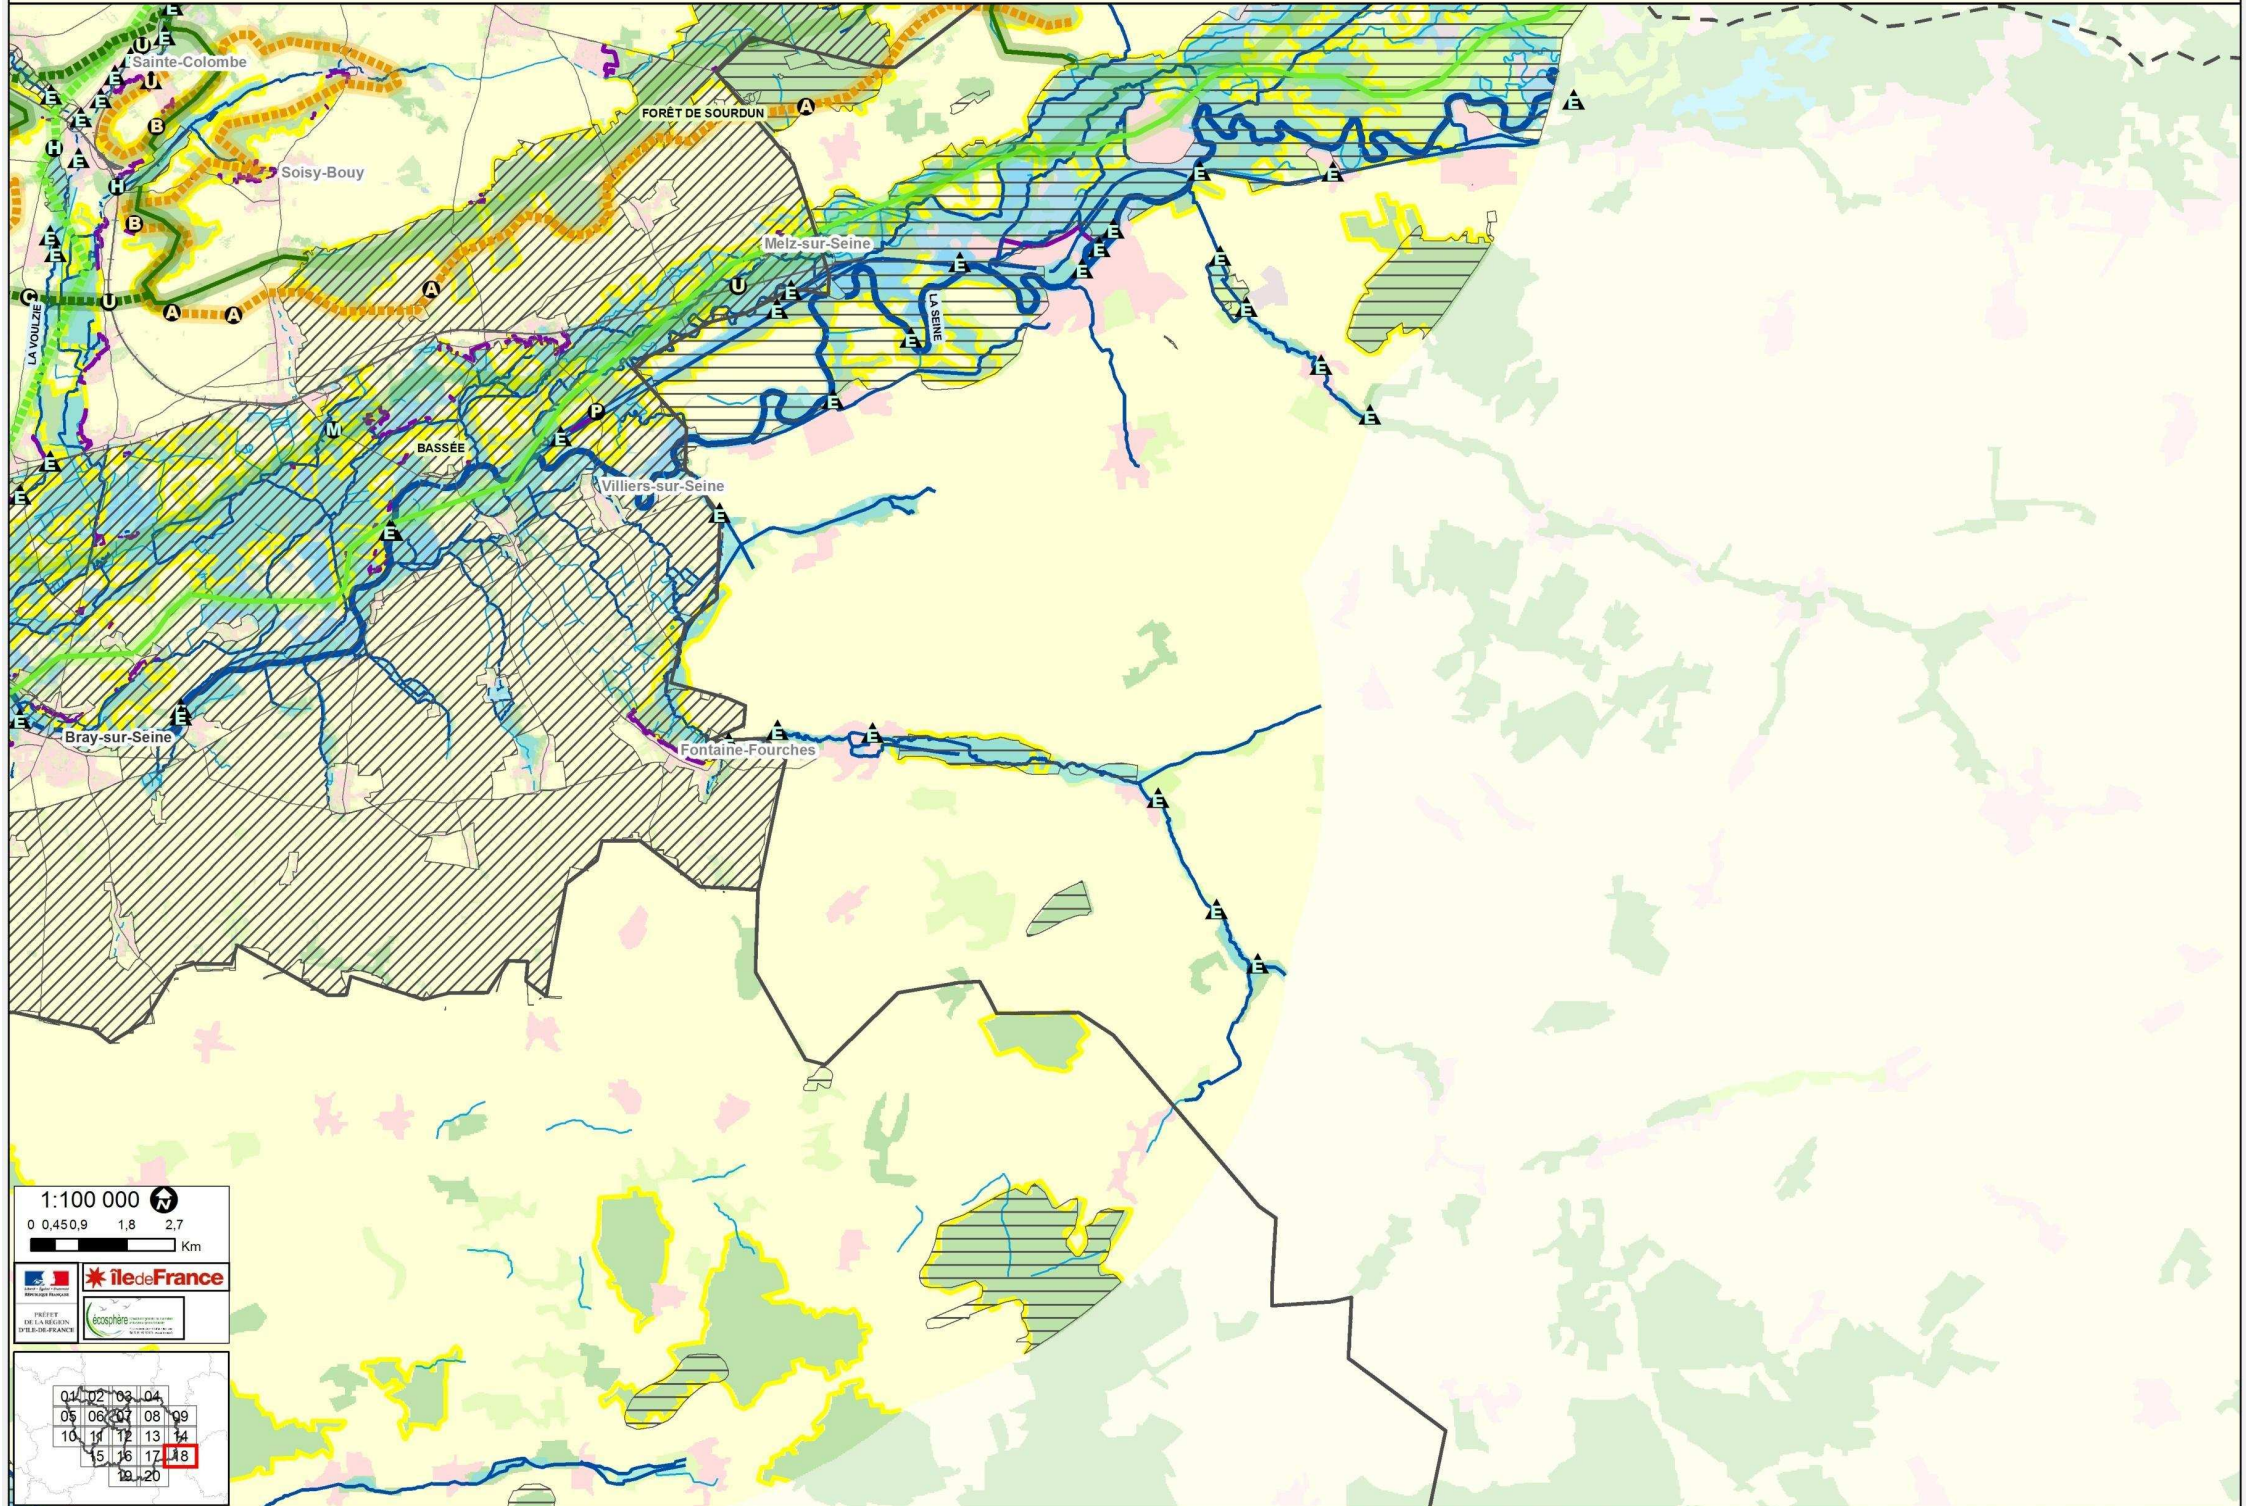 E
E
U
Sainte-Colombe
E
U
E
E
E
FORÊT DE SOURDUN
A
E
B
H
E
Soisy-Bouy
E
E
H
B
E
Melz-sur-Seine
E
E
E
E
E
E
E
C
U
A
A
A
U
E
E
LA SEINE
E
E
LA VOULZIE
E
E
P
E
E
M
E
BASSÉE
E
E
Villiers-sur-Seine
E
E
E
E
E
Bray-sur-Seine
E
E
Fontaine-Fourches
E
E
E
E
1:100 000 N
0 0,45 0,9 1,8 2,7
Km
RÉPUBLIQUE FRANÇAISE
PRÉFET
DE LA RÉGION
D'ILE-DE-FRANCE
îledeFrance
écosphère
01 02 03 04
05 06 07 08 09
10 11 12 13 14
15 16 17 18
19 20